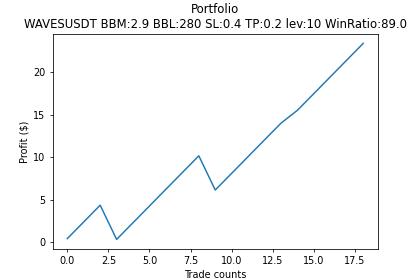 Portfolio
WAVESUSDT BBM:2.9 BBL:280 SL:0.4 TP:0.2 lev:10 WinRatio:89.0
Profit ($)
20
15
10
5
0
0.0 2.5 5.0 7.5 10.0 12.5 15.0 17.5
Trade counts